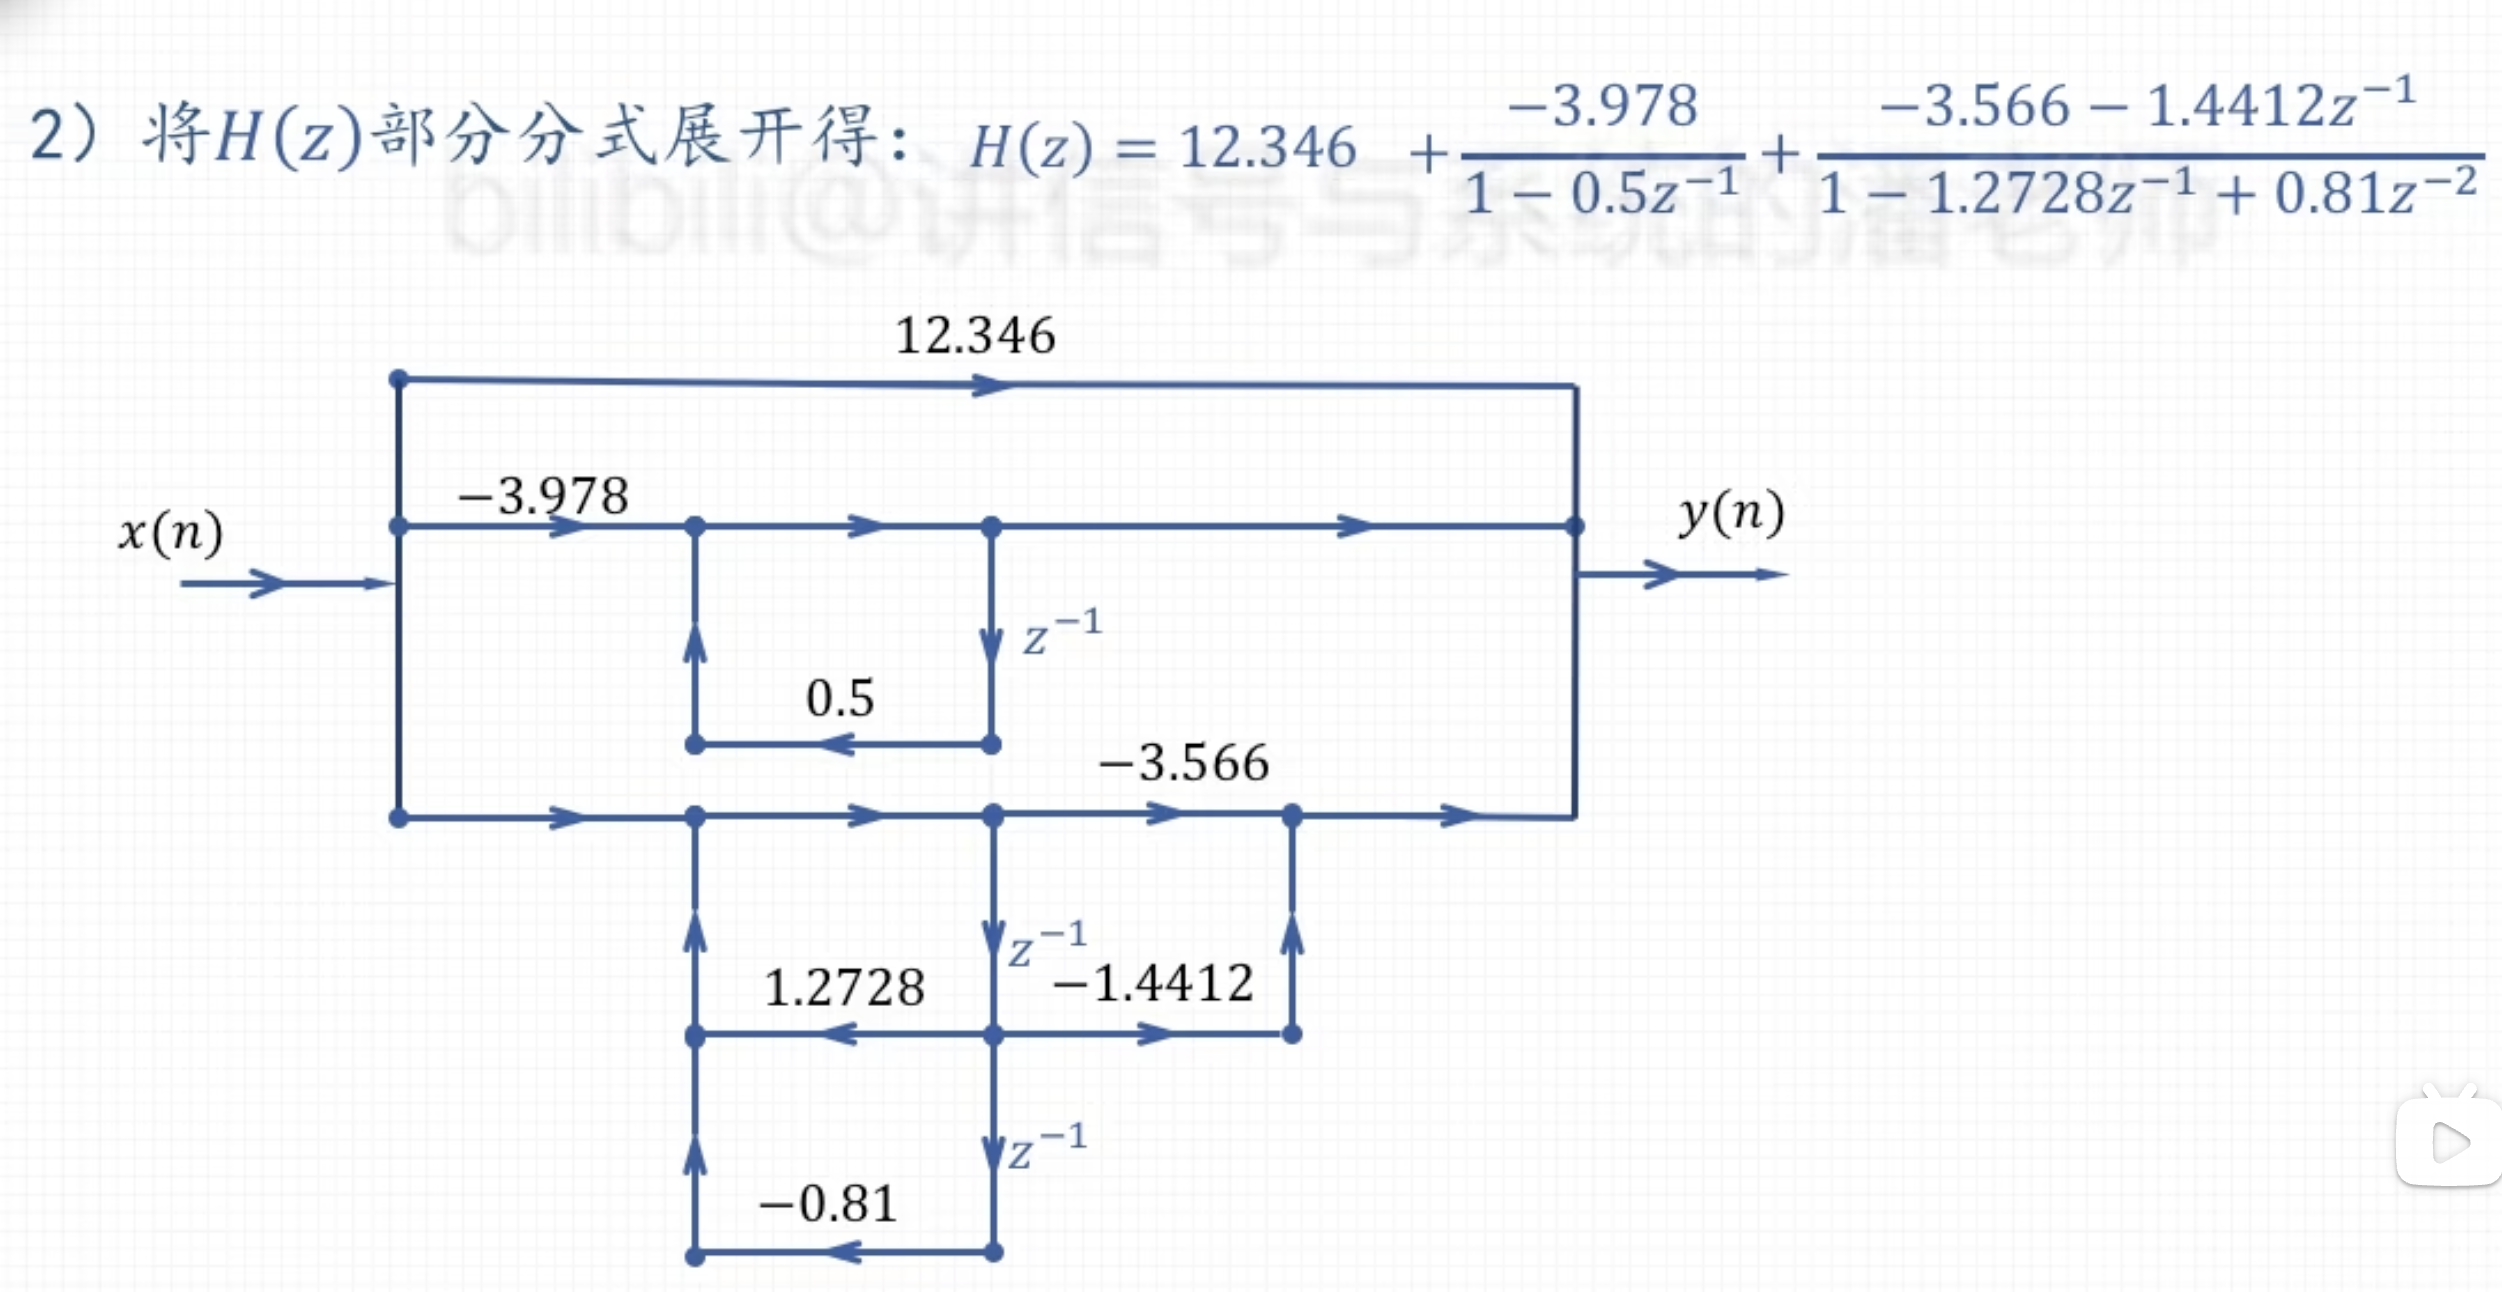 2）将H(z)部分分式展开得：H(z) = 12.346 + \frac{-3.978}{1 - 0.5z^{-1}} + \frac{-3.566 - 1.4412z^{-1}}{1 - 1.2728z^{-1} + 0.81z^{-2}}
bilibili@讲信号与系统的潘老师
12.346
-3.978
x(n)
y(n)
z^{-1}
0.5
-3.566
z^{-1}
1.2728
-1.4412
z^{-1}
-0.81